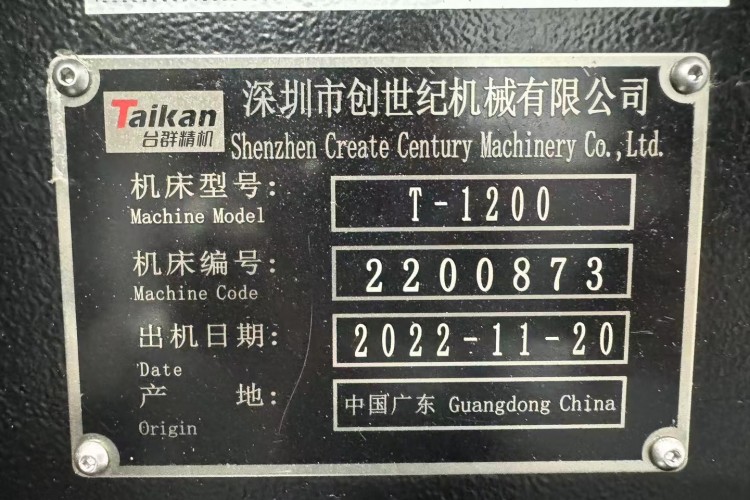 Taikan
台群精机
深圳市创世纪机械有限公司
Shenzhen Create Century Machinery Co.,Ltd.
机床型号: T-1200
Machine Model
机床编号: 2200873
Machine Code
出机日期: 2022-11-20
Date
产 地: 中国广东 Guangdong China
Origin